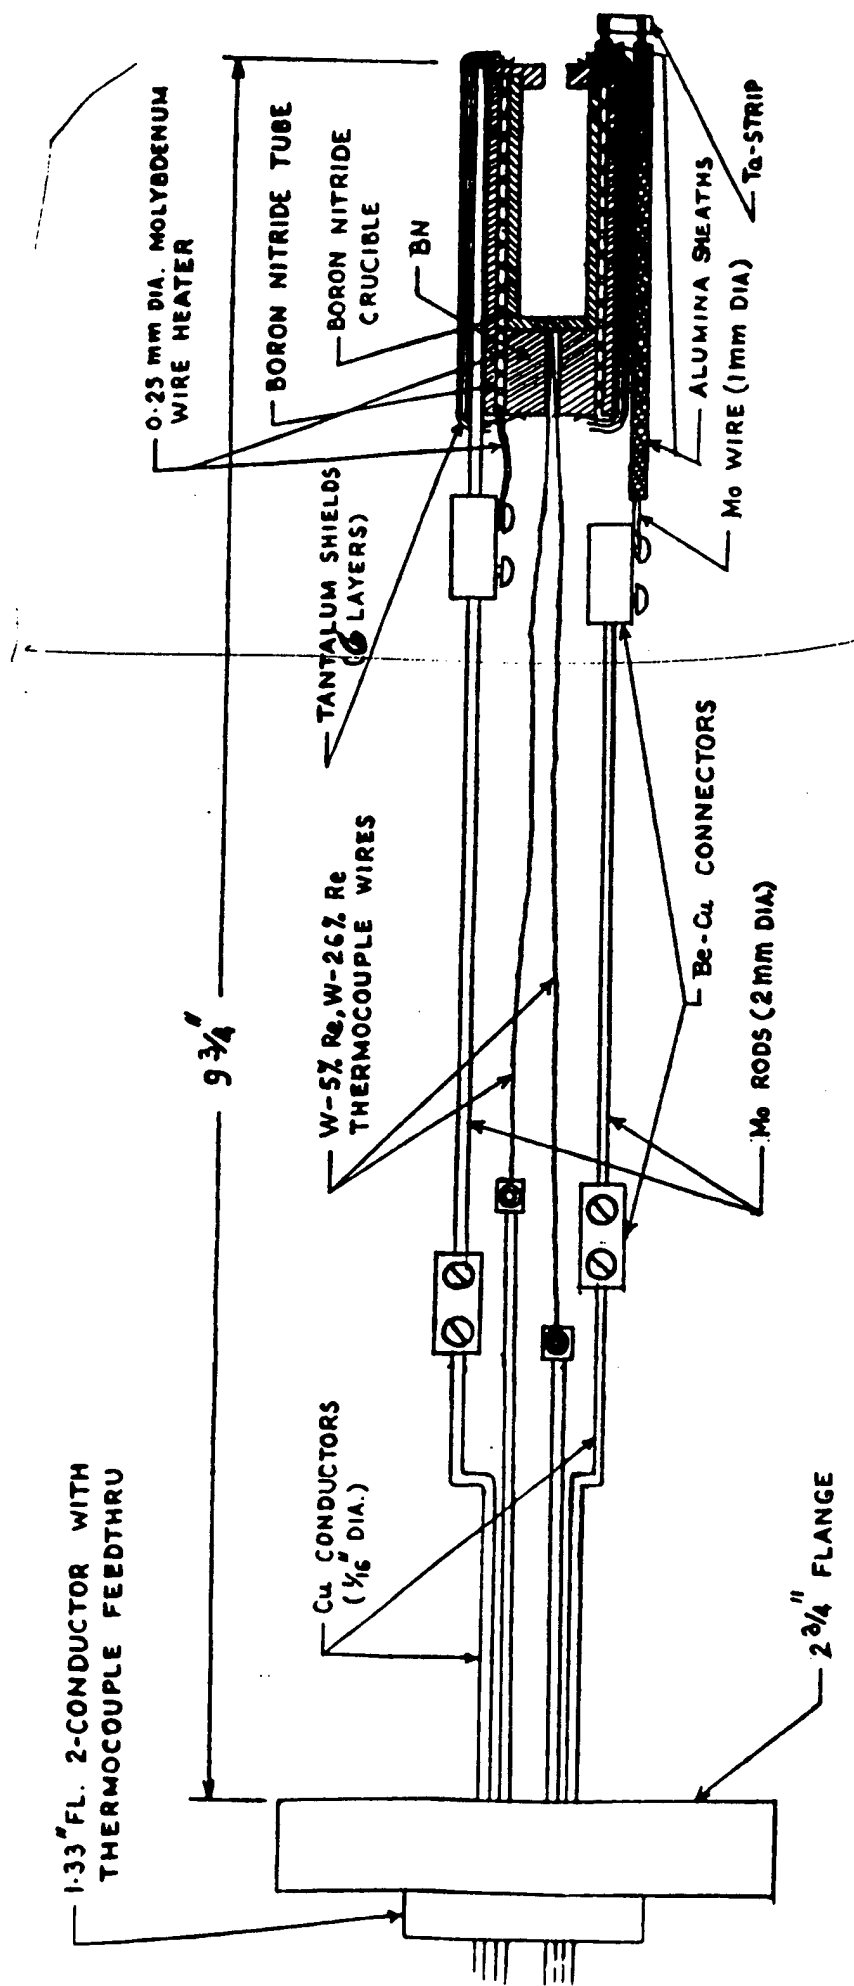 1.33" FL. 2-CONDUCTOR WITH
THERMOCOUPLE FEEDTHRU
9 3/4"
0.25 mm DIA. MOLYBDENUM
WIRE HEATER
BORON NITRIDE TUBE
BORON NITRIDE
CRUCIBLE
BN
TANTALUM SHIELDS
(6 LAYERS)
W-5% Re, W-26% Re
THERMOCOUPLE WIRES
Cu CONDUCTORS
(1/16" DIA.)
2 3/4" FLANGE
Mo RODS (2mm DIA)
Be-Cu CONNECTORS
Mo WIRE (1mm DIA)
ALUMINA SHEATHS
Ta-STRIP